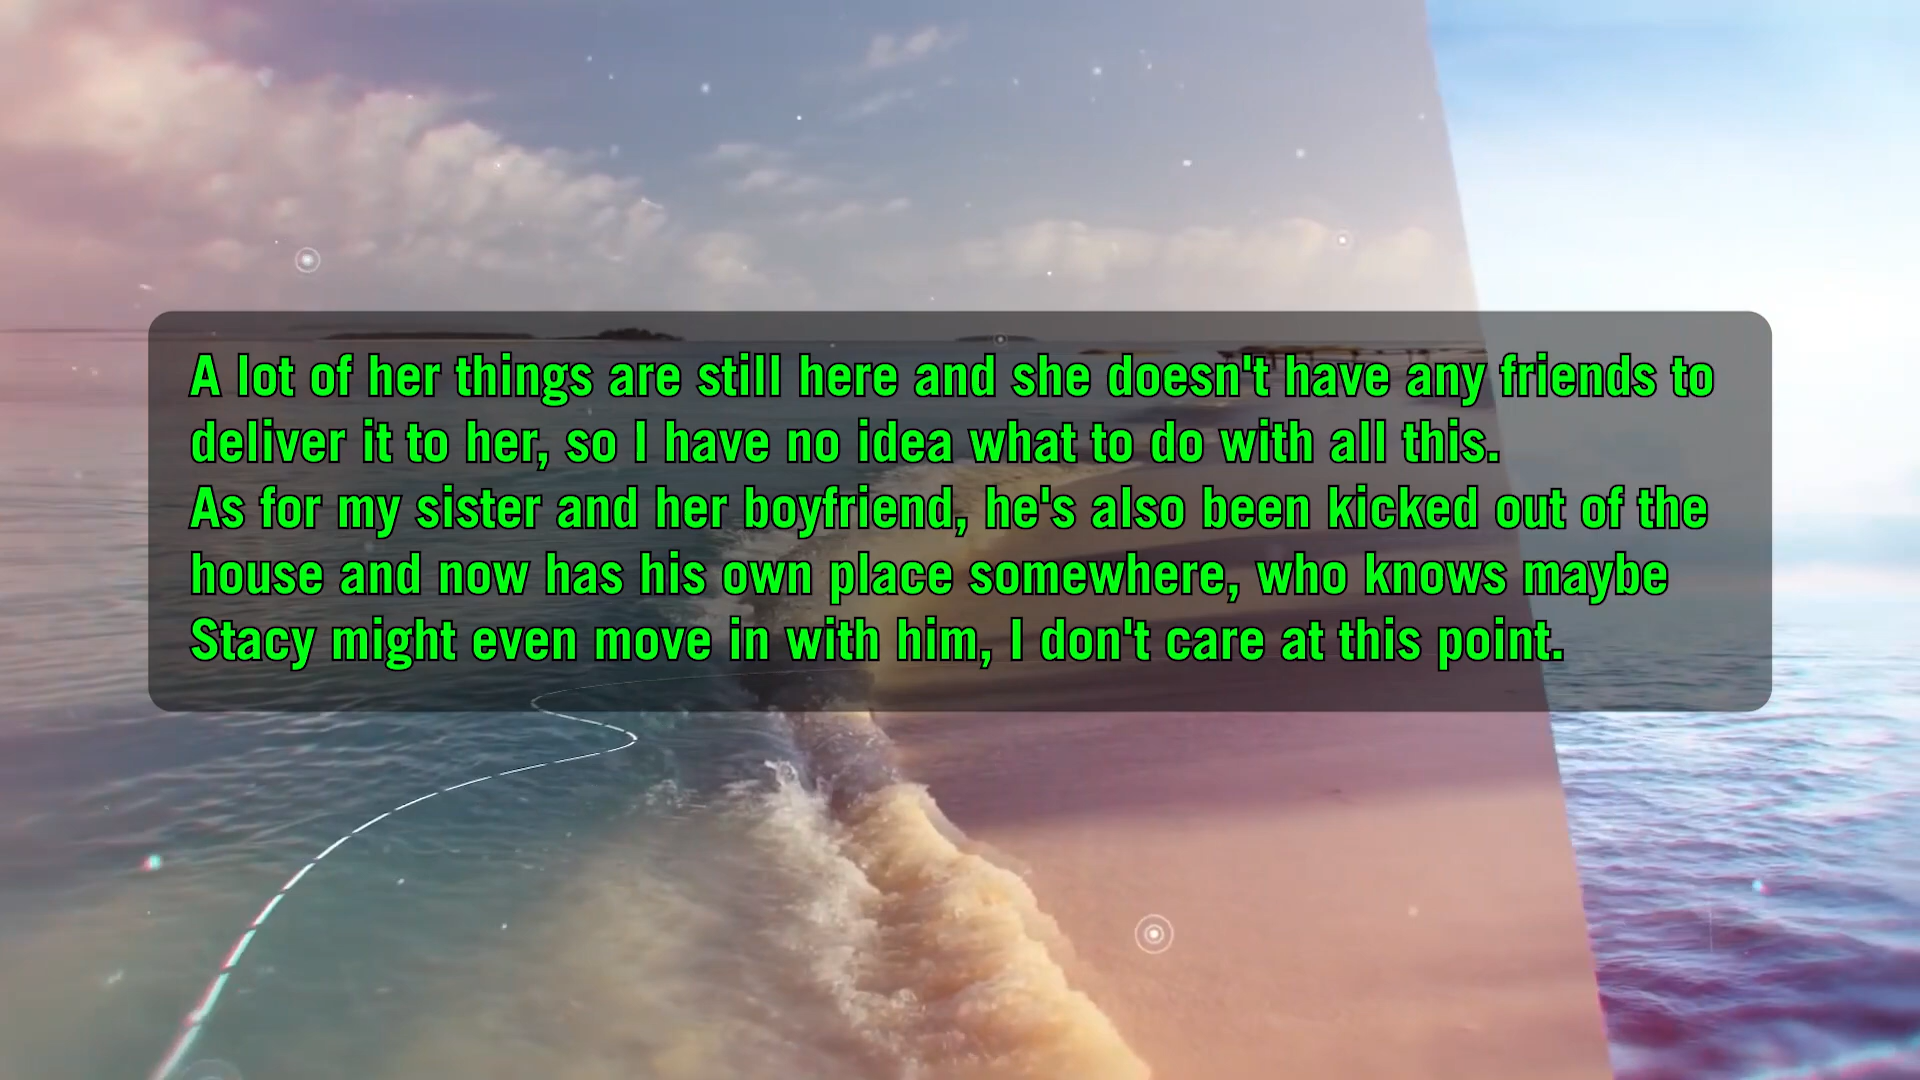 A lot of her things are still here and she doesn't have any friends to
deliver it to her, so I have no idea what to do with all this.
As for my sister and her boyfriend, he's also been kicked out of the
house and now has his own place somewhere, who knows maybe
Stacy might even move in with him, I don't care at this point.